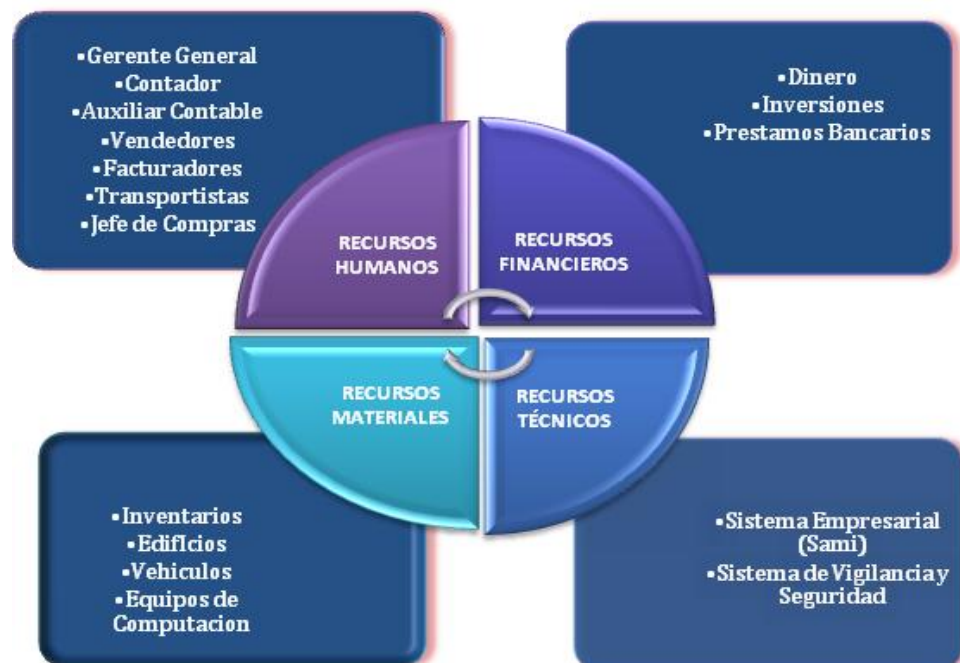 ▪Gerente General
▪Contador
▪Auxiliar Contable
▪Vendedores
▪Facturadores
▪Transportistas
▪Jefe de Compras
▪Dinero
▪Inversiones
▪Prestamos Bancarios
RECURSOS
HUMANOS
RECURSOS
FINANCIEROS
RECURSOS
MATERIALES
RECURSOS
TÉCNICOS
▪Inventarios
▪EdifIcios
▪Vehiculos
▪Equipos de
Computacion
▪Sistema Empresarial
(Sami)
▪Sistema de Vigilancia y
Seguridad